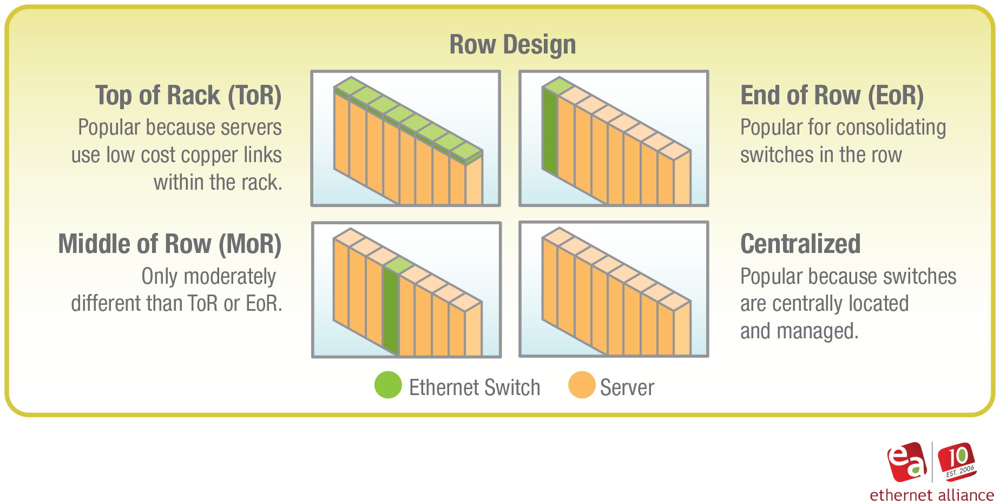 Row Design
Top of Rack (ToR)
Popular because servers
use low cost copper links
within the rack.
End of Row (EoR)
Popular for consolidating
switches in the row
Middle of Row (MoR)
Only moderately
different than ToR or EoR.
Centralized
Popular because switches
are centrally located
and managed.
Ethernet Switch
Server
ea
10
EST. 2006
ethernet alliance